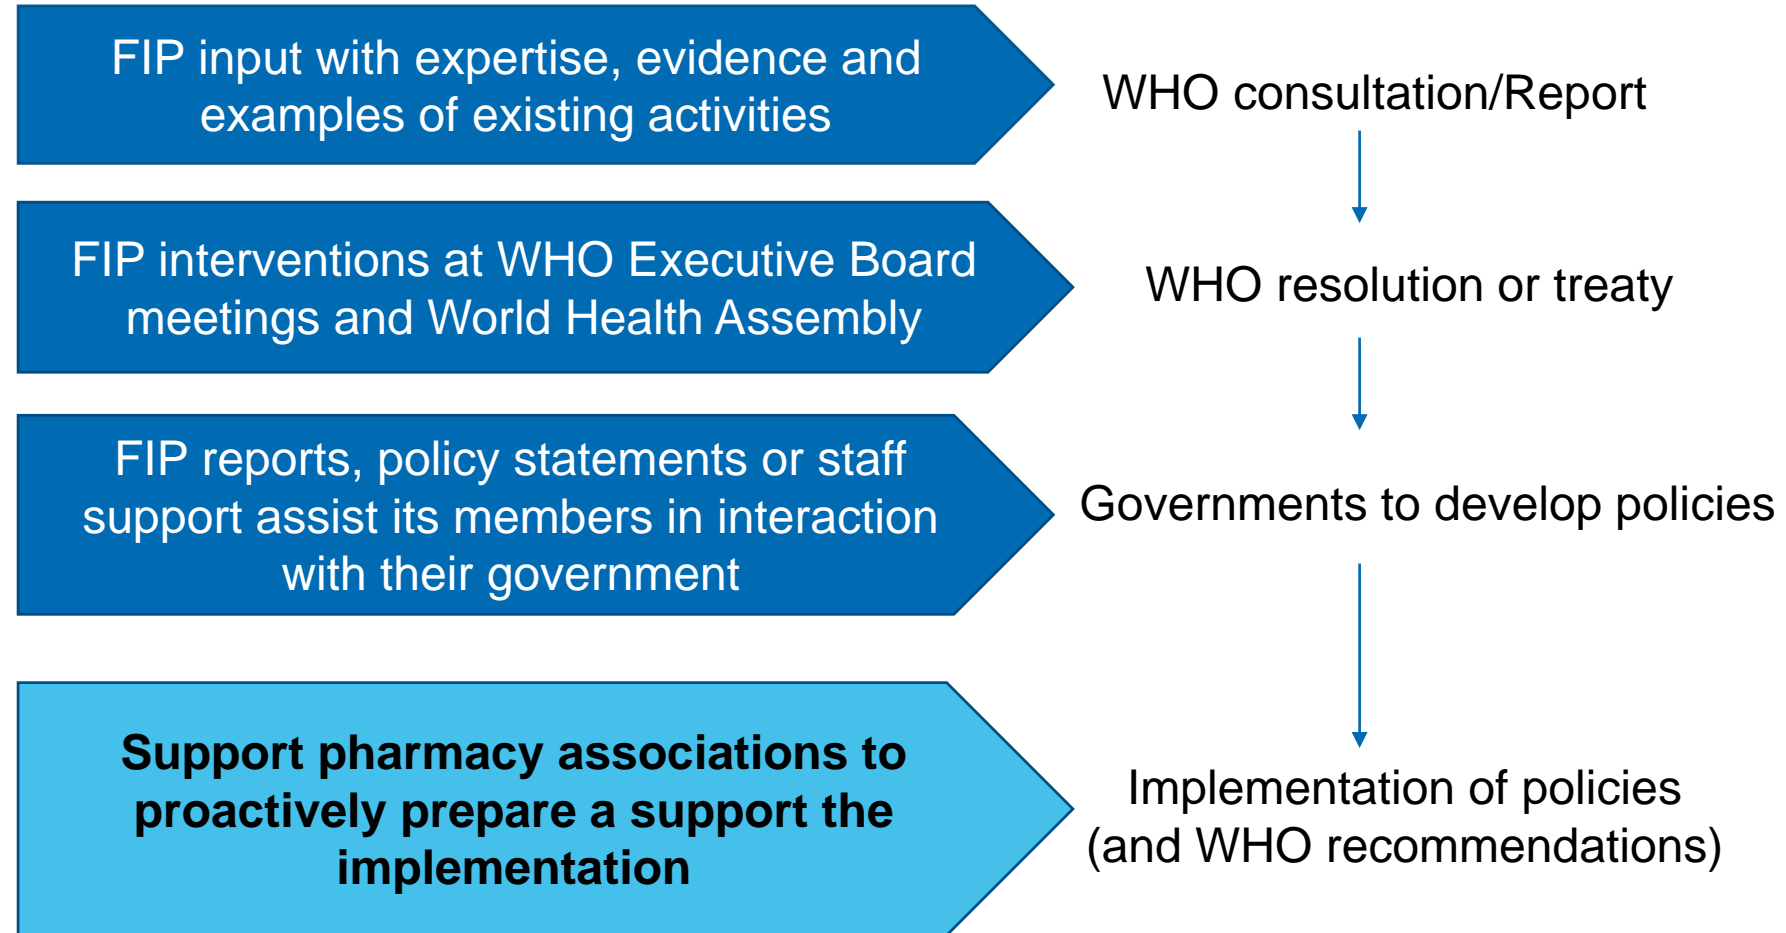 FIP input with expertise, evidence and
examples of existing activities
WHO consultation/Report
FIP interventions at WHO Executive Board
meetings and World Health Assembly
WHO resolution or treaty
FIP reports, policy statements or staff
support assist its members in interaction
with their government
Governments to develop policies
Support pharmacy associations to
proactively prepare a support the
implementation
Implementation of policies
(and WHO recommendations)